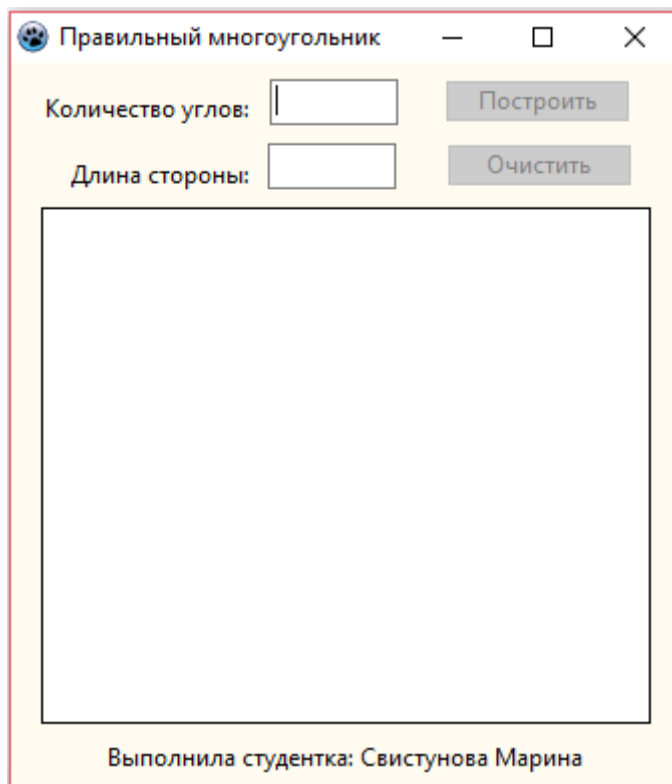 Правильный многоугольник
Количество углов:
Построить
Длина стороны:
Очистить
Выполнила студентка: Свистунова Марина